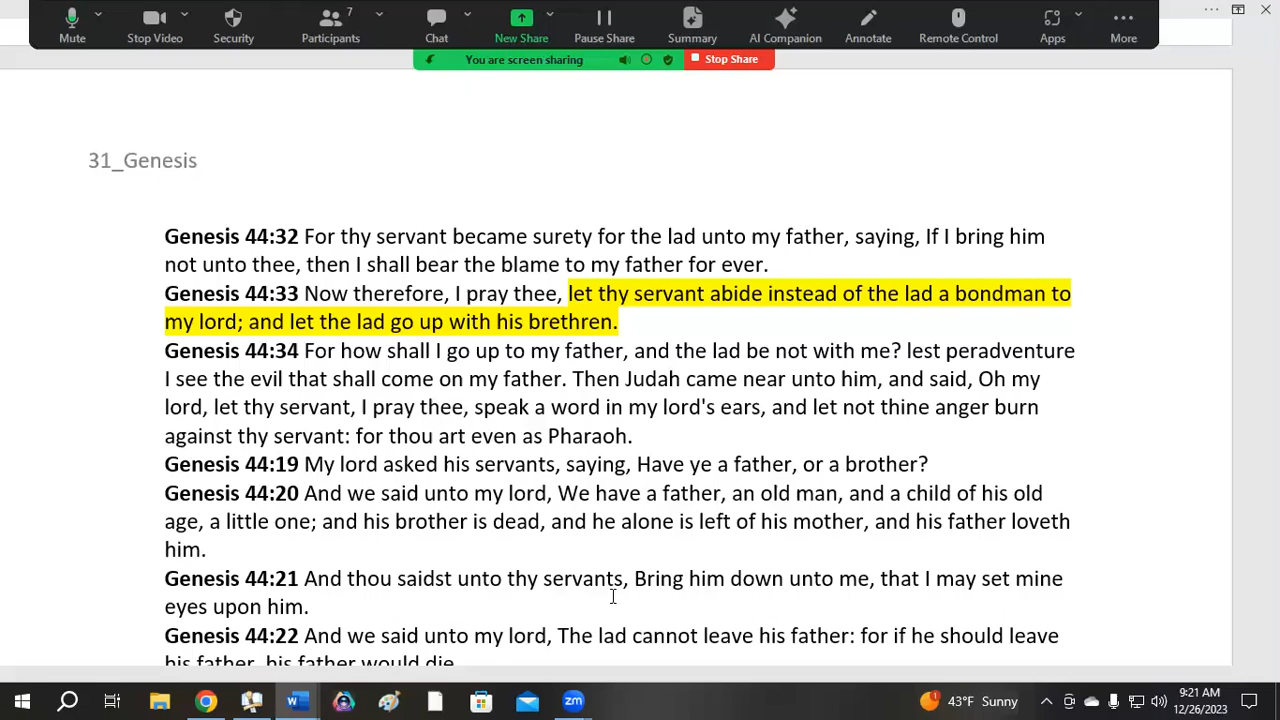 7
Mute
Stop Video
Security
Participants
Chat
New Share
Pause Share
Summary
AI Companion
Annotate
Remote Control
Apps
More
You are screen sharing
Stop Share
31_Genesis
Genesis 44:32 For thy servant became surety for the lad unto my father, saying, If I bring him
not unto thee, then I shall bear the blame to my father for ever.
Genesis 44:33 Now therefore, I pray thee, let thy servant abide instead of the lad a bondman to
my lord; and let the lad go up with his brethren.
Genesis 44:34 For how shall I go up to my father, and the lad be not with me? lest peradventure
I see the evil that shall come on my father. Then Judah came near unto him, and said, Oh my
lord, let thy servant, I pray thee, speak a word in my lord's ears, and let not thine anger burn
against thy servant: for thou art even as Pharaoh.
Genesis 44:19 My lord asked his servants, saying, Have ye a father, or a brother?
Genesis 44:20 And we said unto my lord, We have a father, an old man, and a child of his old
age, a little one; and his brother is dead, and he alone is left of his mother, and his father loveth
him.
Genesis 44:21 And thou saidst unto thy servants, Bring him down unto me, that I may set mine
eyes upon him.
Genesis 44:22 And we said unto my lord, The lad cannot leave his father: for if he should leave
his father, his father would die.
W
zm
1
43°F Sunny
9:21 AM
12/26/2023